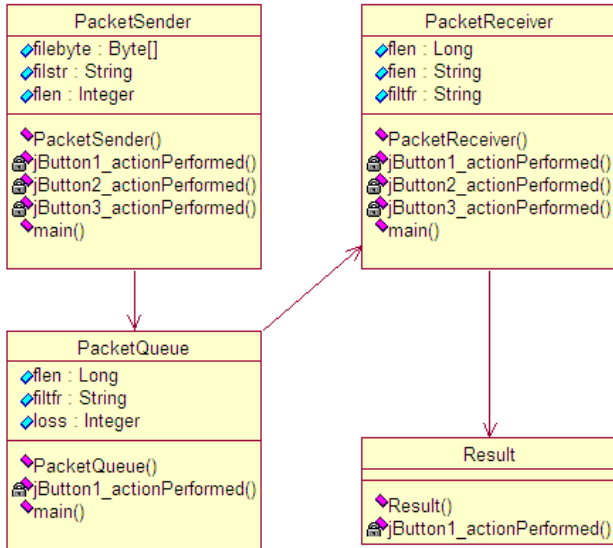 PacketSender
filebyte : Byte[]
filstr : String
flen : Integer
PacketSender()
jButton1_actionPerformed()
jButton2_actionPerformed()
jButton3_actionPerformed()
main()
PacketReceiver
flen : Long
fien : String
filtfr : String
PacketReceiver()
jButton1_actionPerformed()
jButton2_actionPerformed()
jButton3_actionPerformed()
main()
PacketQueue
flen : Long
filtfr : String
loss : Integer
PacketQueue()
jButton1_actionPerformed()
main()
Result
Result()
jButton1_actionPerformed()